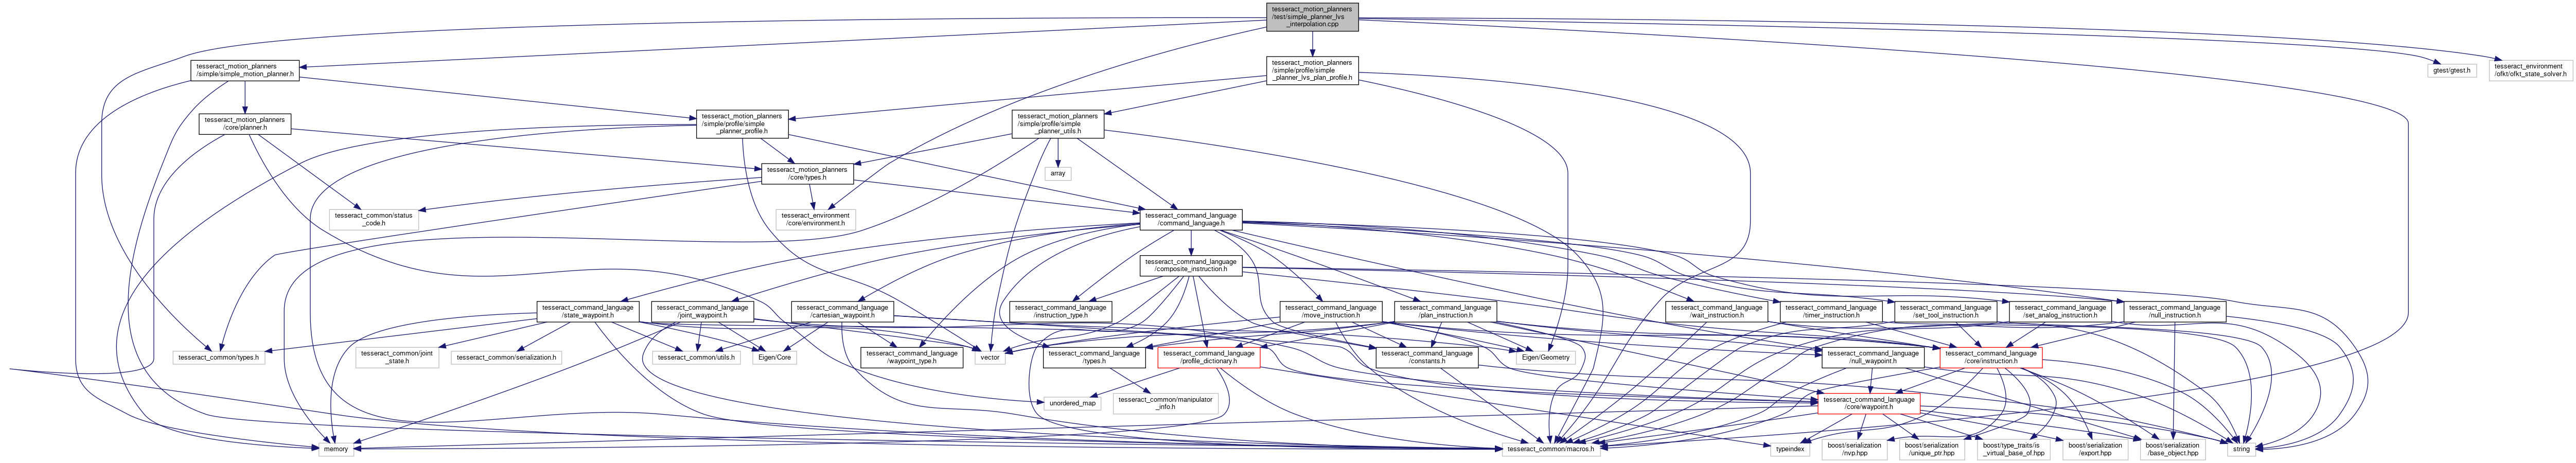 tesseract_motion_planners
/test/simple_planner_lvs
_interpolation.cpp
tesseract_motion_planners
/simple/simple_motion_planner.h
tesseract_motion_planners
/simple/profile/simple
_planner_lvs_plan_profile.h
gtest/gtest.h
tesseract_environment
/ofkt/ofkt_state_solver.h
tesseract_motion_planners
/core/planner.h
tesseract_motion_planners
/simple/profile/simple
_planner_profile.h
tesseract_motion_planners
/simple/profile/simple
_planner_utils.h
tesseract_motion_planners
/core/types.h
array
tesseract_common/status
_code.h
tesseract_environment
/core/environment.h
tesseract_command_language
/command_language.h
tesseract_command_language
/composite_instruction.h
tesseract_command_language
/state_waypoint.h
tesseract_command_language
/joint_waypoint.h
tesseract_command_language
/cartesian_waypoint.h
tesseract_command_language
/instruction_type.h
tesseract_command_language
/move_instruction.h
tesseract_command_language
/plan_instruction.h
tesseract_command_language
/wait_instruction.h
tesseract_command_language
/timer_instruction.h
tesseract_command_language
/set_tool_instruction.h
tesseract_command_language
/set_analog_instruction.h
tesseract_command_language
/null_instruction.h
tesseract_common/types.h
tesseract_common/joint
_state.h
tesseract_common/serialization.h
tesseract_common/utils.h
Eigen/Core
tesseract_command_language
/waypoint_type.h
vector
tesseract_command_language
/types.h
tesseract_command_language
/profile_dictionary.h
tesseract_command_language
/constants.h
Eigen/Geometry
tesseract_command_language
/null_waypoint.h
tesseract_command_language
/core/instruction.h
unordered_map
tesseract_common/manipulator
_info.h
tesseract_command_language
/core/waypoint.h
memory
tesseract_common/macros.h
typeindex
boost/serialization
/nvp.hpp
boost/serialization
/unique_ptr.hpp
boost/type_traits/is
_virtual_base_of.hpp
boost/serialization
/export.hpp
boost/serialization
/base_object.hpp
string